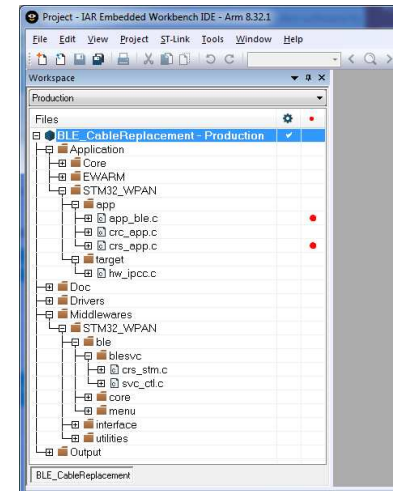 Project - IAR Embedded Workbench IDE - Arm 8.32.1
File Edit View Project ST-Link Tools Window Help
Workspace
Production
Files
BLE_CableReplacement - Production
Application
Core
EWARM
STM32_WPAN
app
app_ble.c
crc_app.c
crs_app.c
target
hw_ipcc.c
Doc
Drivers
Middlewares
STM32_WPAN
ble
blesvc
crs_stm.c
svc_ctl.c
core
menu
interface
utilities
Output
BLE_CableReplacement